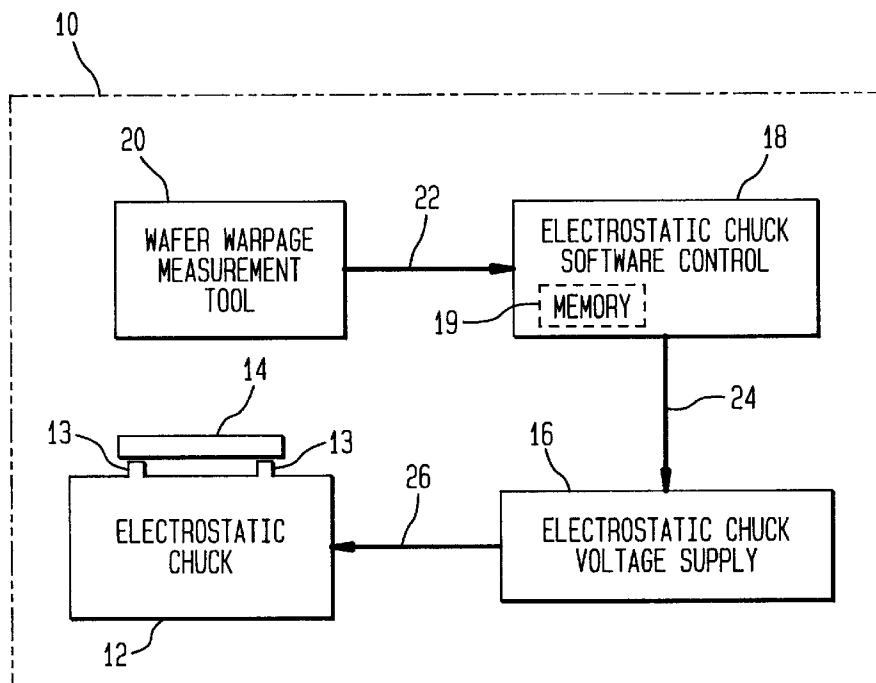 10
20
18
22
WAFER WARPAGE
MEASUREMENT
TOOL
ELECTROSTATIC CHUCK
SOFTWARE CONTROL
19
MEMORY
14
24
13
13
16
26
ELECTROSTATIC
CHUCK
ELECTROSTATIC CHUCK
VOLTAGE SUPPLY
12